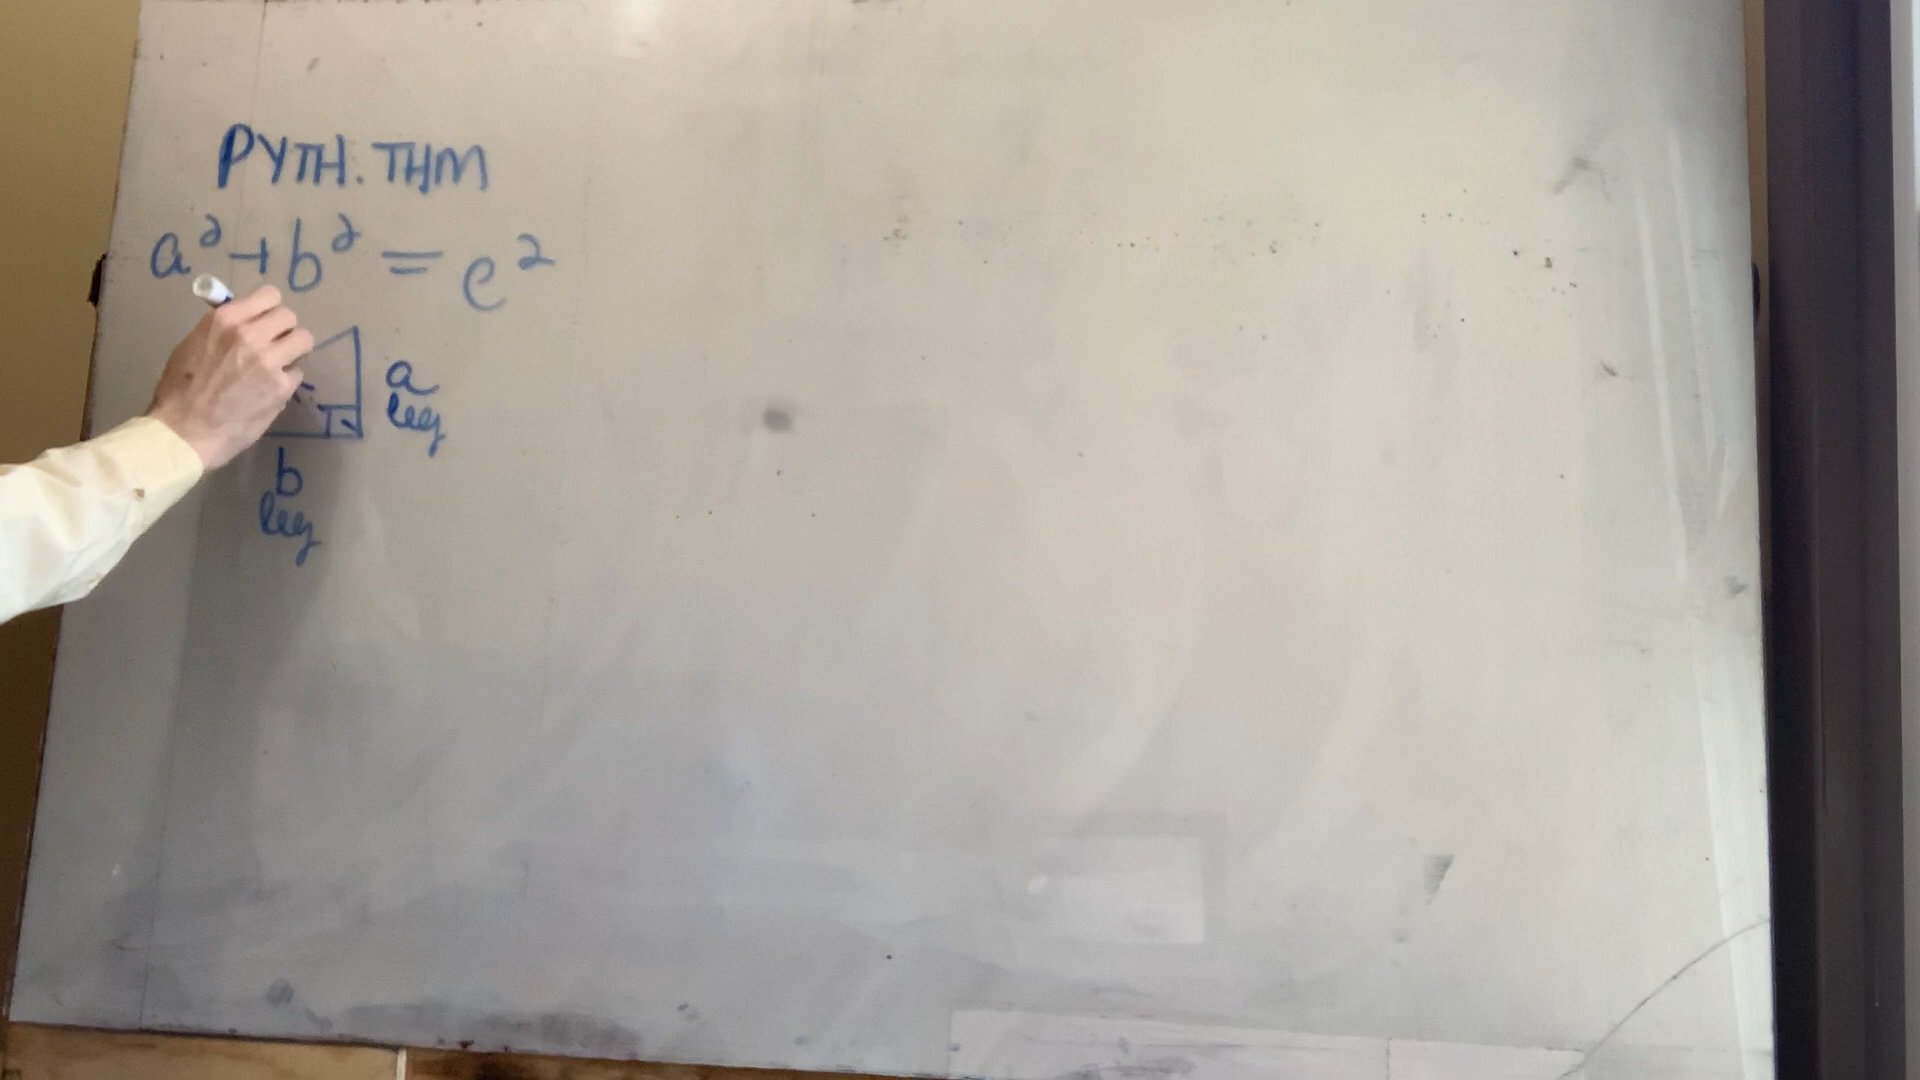 PYTH. THM
a² + b² = c²
a
leg
b
leg